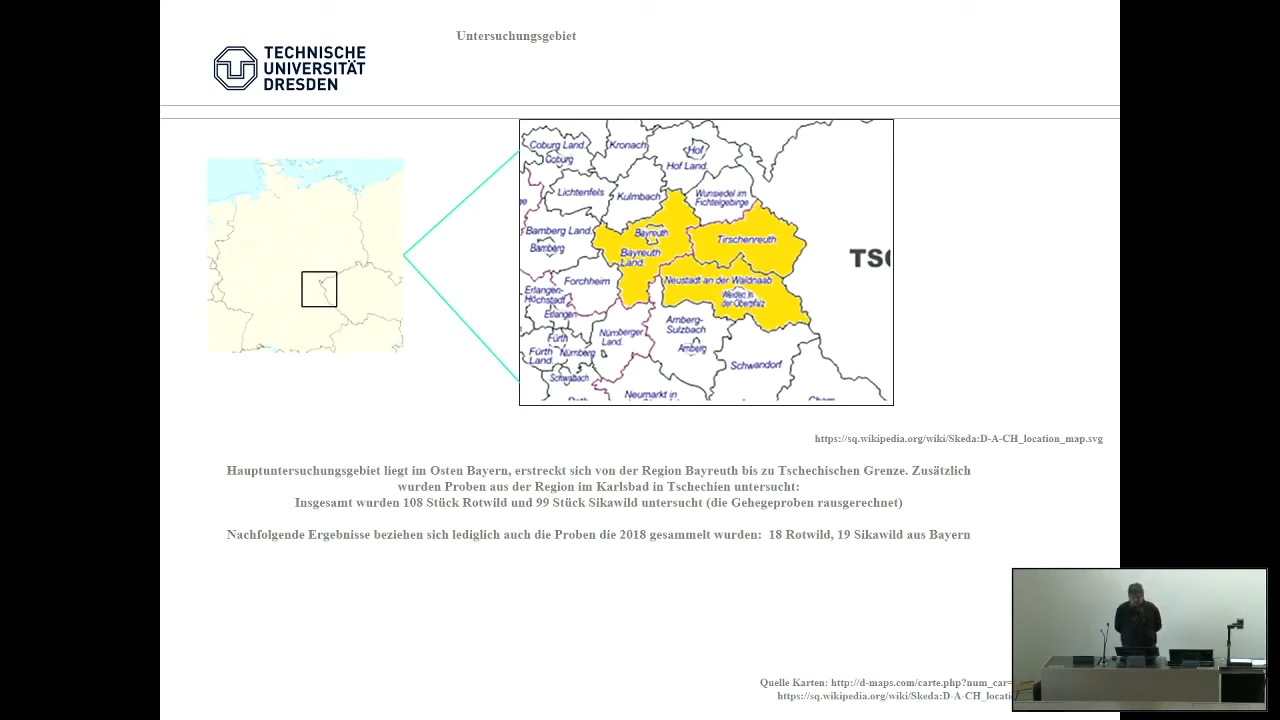 Untersuchungsgebiet
TECHNISCHE
UNIVERSITÄT
DRESDEN
Coburg Land.
Coburg
Kronach
Hof
Hof Land.
Lichtenfels
Kulmbach
Wunsiedel im
Fichtelgebirge
Bamberg Land.
Bamberg
Bayreuth
Bayreuth
Land.
Tirschenreuth
TSC
Forchheim
Neustadt an der Waldnaab
Weiden in
der Oberpfalz
Erlangen-
Höchstadt
Erlangen
Amberg-
Sulzbach
Amberg
Nürnberger
Land.
Fürth
Fürth
Land.
Nürnberg
Schwabach
Schwandorf
Neumarkt in
https://sq.wikipedia.org/wiki/Skeda:D-A-CH_location_map.svg
Hauptuntersuchungsgebiet liegt im Osten Bayern, erstreckt sich von der Region Bayreuth bis zu Tschechischen Grenze. Zusätzlich
wurden Proben aus der Region im Karlsbad in Tschechien untersucht:
Insgesamt wurden 108 Stück Rotwild und 99 Stück Sikawild untersucht (die Gehegeproben rausgerechnet)
Nachfolgende Ergebnisse beziehen sich lediglich auch die Proben die 2018 gesammelt wurden: 18 Rotwild, 19 Sikawild aus Bayern
Quelle Karten: http://d-maps.com/carte.php?num_car=
https://sq.wikipedia.org/wiki/Skeda:D-A-CH_locati